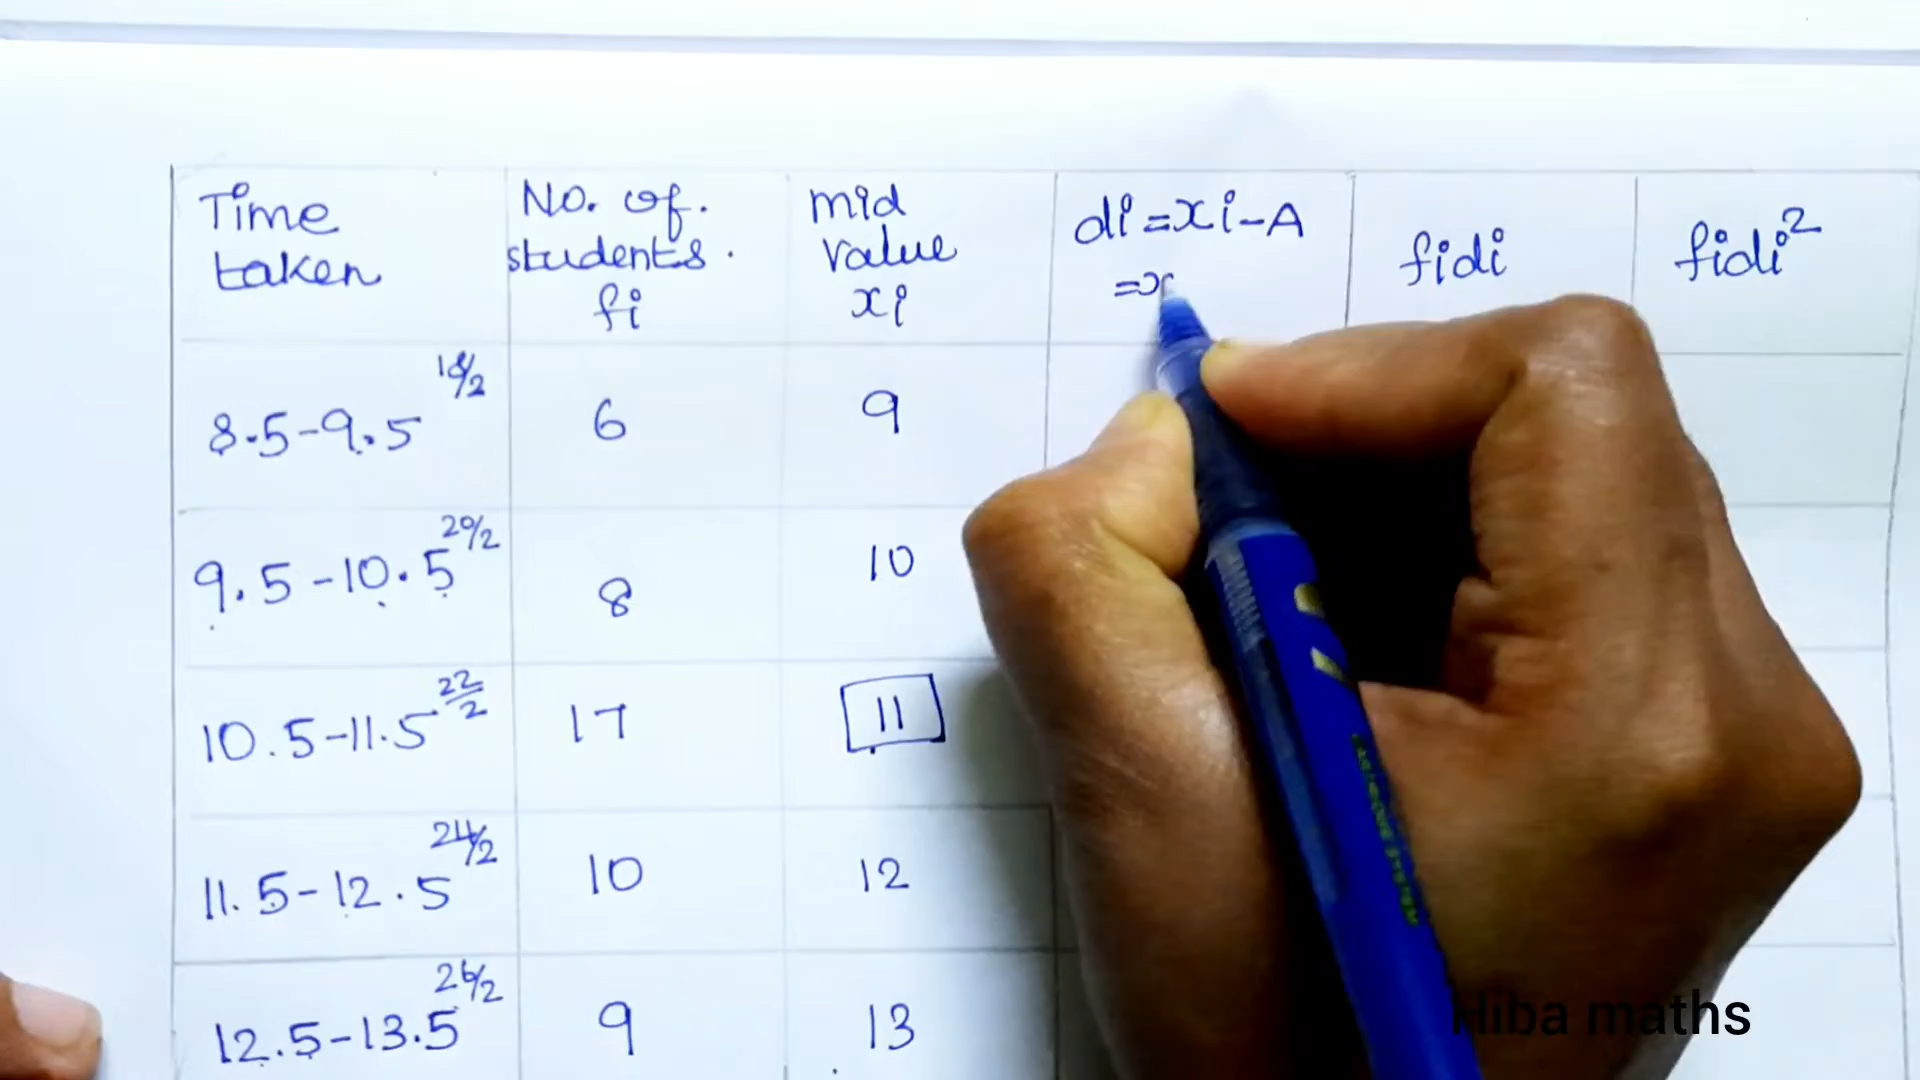 Time taken
No. of. students. fi
mid value xi
di = xi - A
= x
fidi
fidi²
8.5-9.5 18/2 6 9
9.5-10.5 20/2 8 10
10.5-11.5 22/2 17 11
11.5-12.5 24/2 10 12
12.5-13.5 26/2 9 13
Hiba maths